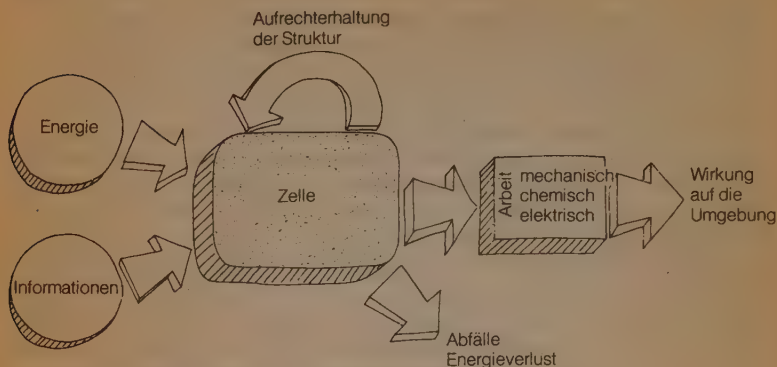 Aufrechterhaltung
der Struktur
Energie
Zelle
Informationen
Arbeit
mechanisch
chemisch
elektrisch
Wirkung
auf die
Umgebung
Abfälle
Energieverlust